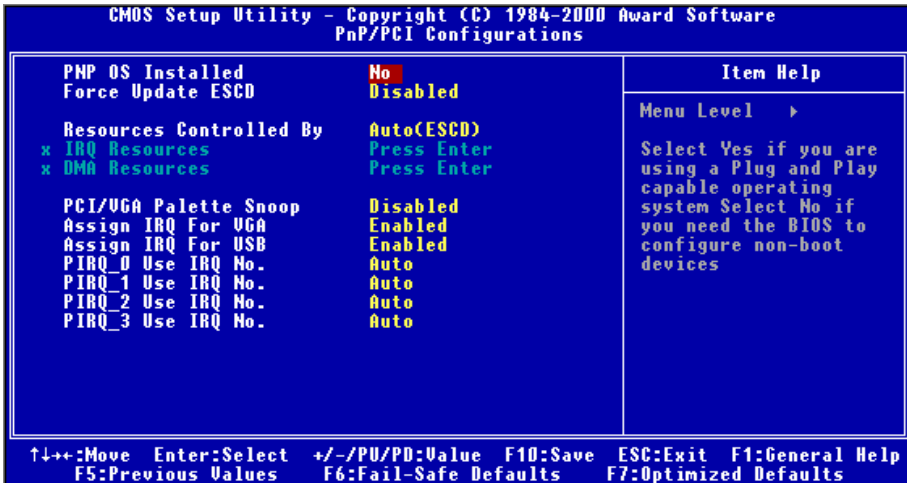 CMOS Setup Utility - Copyright (C) 1984-2000 Award Software
PnP/PCI Configurations
PNP OS Installed No
Force Update ESCD Disabled
Resources Controlled By Auto(ESCD)
x IRQ Resources Press Enter
x DMA Resources Press Enter
PCI/VGA Palette Snoop Disabled
Assign IRQ For VGA Enabled
Assign IRQ For USB Enabled
PIRQ_0 Use IRQ No. Auto
PIRQ_1 Use IRQ No. Auto
PIRQ_2 Use IRQ No. Auto
PIRQ_3 Use IRQ No. Auto
Item Help
Menu Level ▸
Select Yes if you are
using a Plug and Play
capable operating
system Select No if
you need the BIOS to
configure non-boot
devices
↑↓→←:Move Enter:Select +/-/PU/PD:Value F10:Save ESC:Exit F1:General Help
F5:Previous Values F6:Fail-Safe Defaults F7:Optimized Defaults